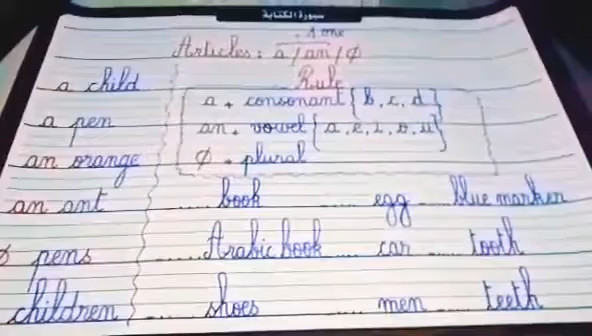 سبورة الكتابة
1 one
Articles: a / an / ∅
Rule
a child
a + consonant { b, c, d }
a pen
an + vowel { a, e, i, o, u }
an orange
∅ + plural
an ant
.... book .... egg .... blue marker
∅ pens
..... Arabic book .... car ..... tooth
children
..... shoes .... men ..... teeth